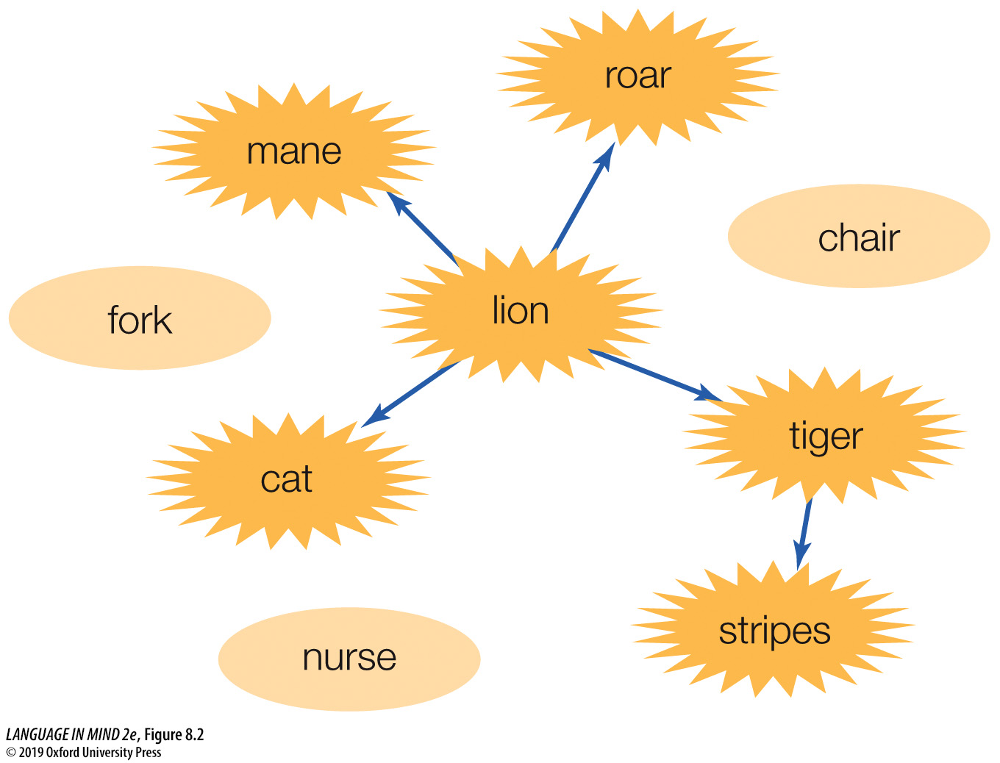 roar
mane
chair
lion
fork
tiger
cat
stripes
nurse
LANGUAGE IN MIND 2e, Figure 8.2
© 2019 Oxford University Press